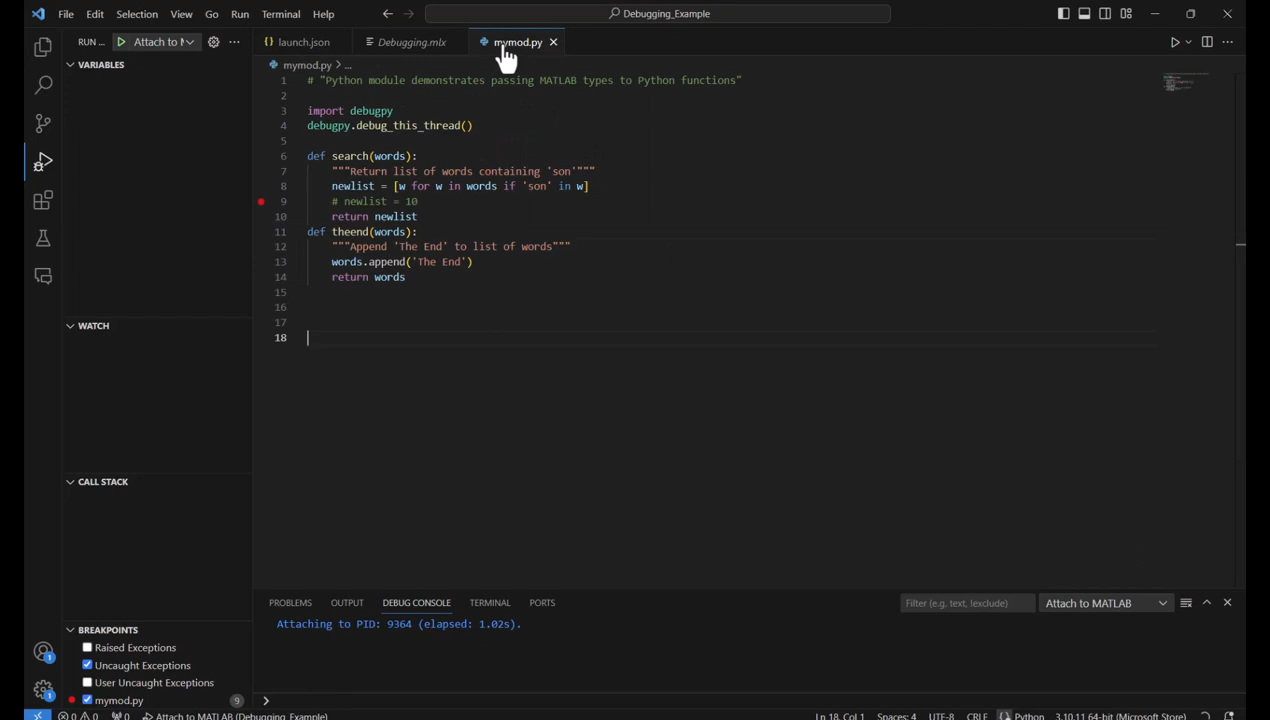 File Edit Selection View Go Run Terminal Help Debugging_Example
RUN ... Attach to launch.json Debugging.mlx mymod.py
VARIABLES
mymod.py > ...
1 # "Python module demonstrates passing MATLAB types to Python functions"
2
3 import debugpy
4 debugpy.debug_this_thread()
5
6 def search(words):
7 """Return list of words containing 'son'"""
8 newlist = [w for w in words if 'son' in w]
9 # newlist = 10
10 return newlist
11 def theend(words):
12 """Append 'The End' to list of words"""
13 words.append('The End')
14 return words
15
16
17
18
WATCH
CALL STACK
PROBLEMS OUTPUT DEBUG CONSOLE TERMINAL PORTS Filter (e.g. text, !exclude) Attach to MATLAB
Attaching to PID: 9364 (elapsed: 1.02s).
BREAKPOINTS
Raised Exceptions
1
Uncaught Exceptions
User Uncaught Exceptions
1
mymod.py 9
>
0 0 0 Attach to MATLAB (Debugging_Example) Ln 18, Col 1 Spaces: 4 UTF-8 CRLF Python 3.10.11 64-bit (Microsoft Store)